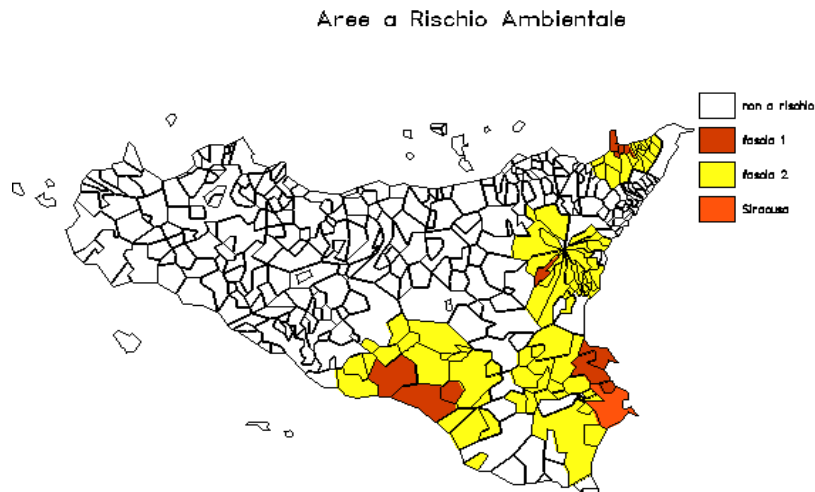 Aree a Rischio Ambientale
non a rischio
fascia 1
fascia 2
Siracusa